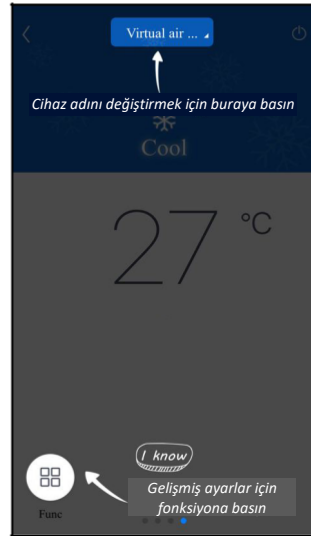 Virtual air ...
Cihaz adını değiştirmek için buraya basın
Cool
27 °C
I know
Gelişmiş ayarlar için
fonksiyona basın
Func